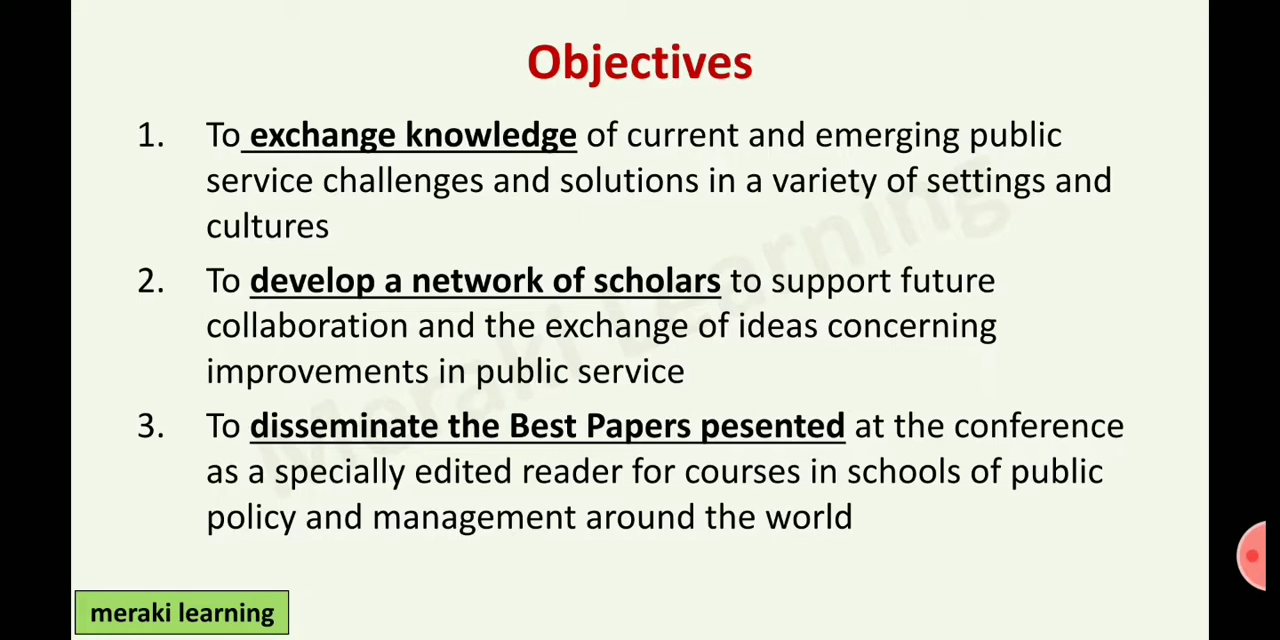 Objectives
1. To exchange knowledge of current and emerging public
service challenges and solutions in a variety of settings and
cultures
2. To develop a network of scholars to support future
collaboration and the exchange of ideas concerning
improvements in public service
3. To disseminate the Best Papers pesented at the conference
as a specially edited reader for courses in schools of public
policy and management around the world
Meraki Learning
meraki learning